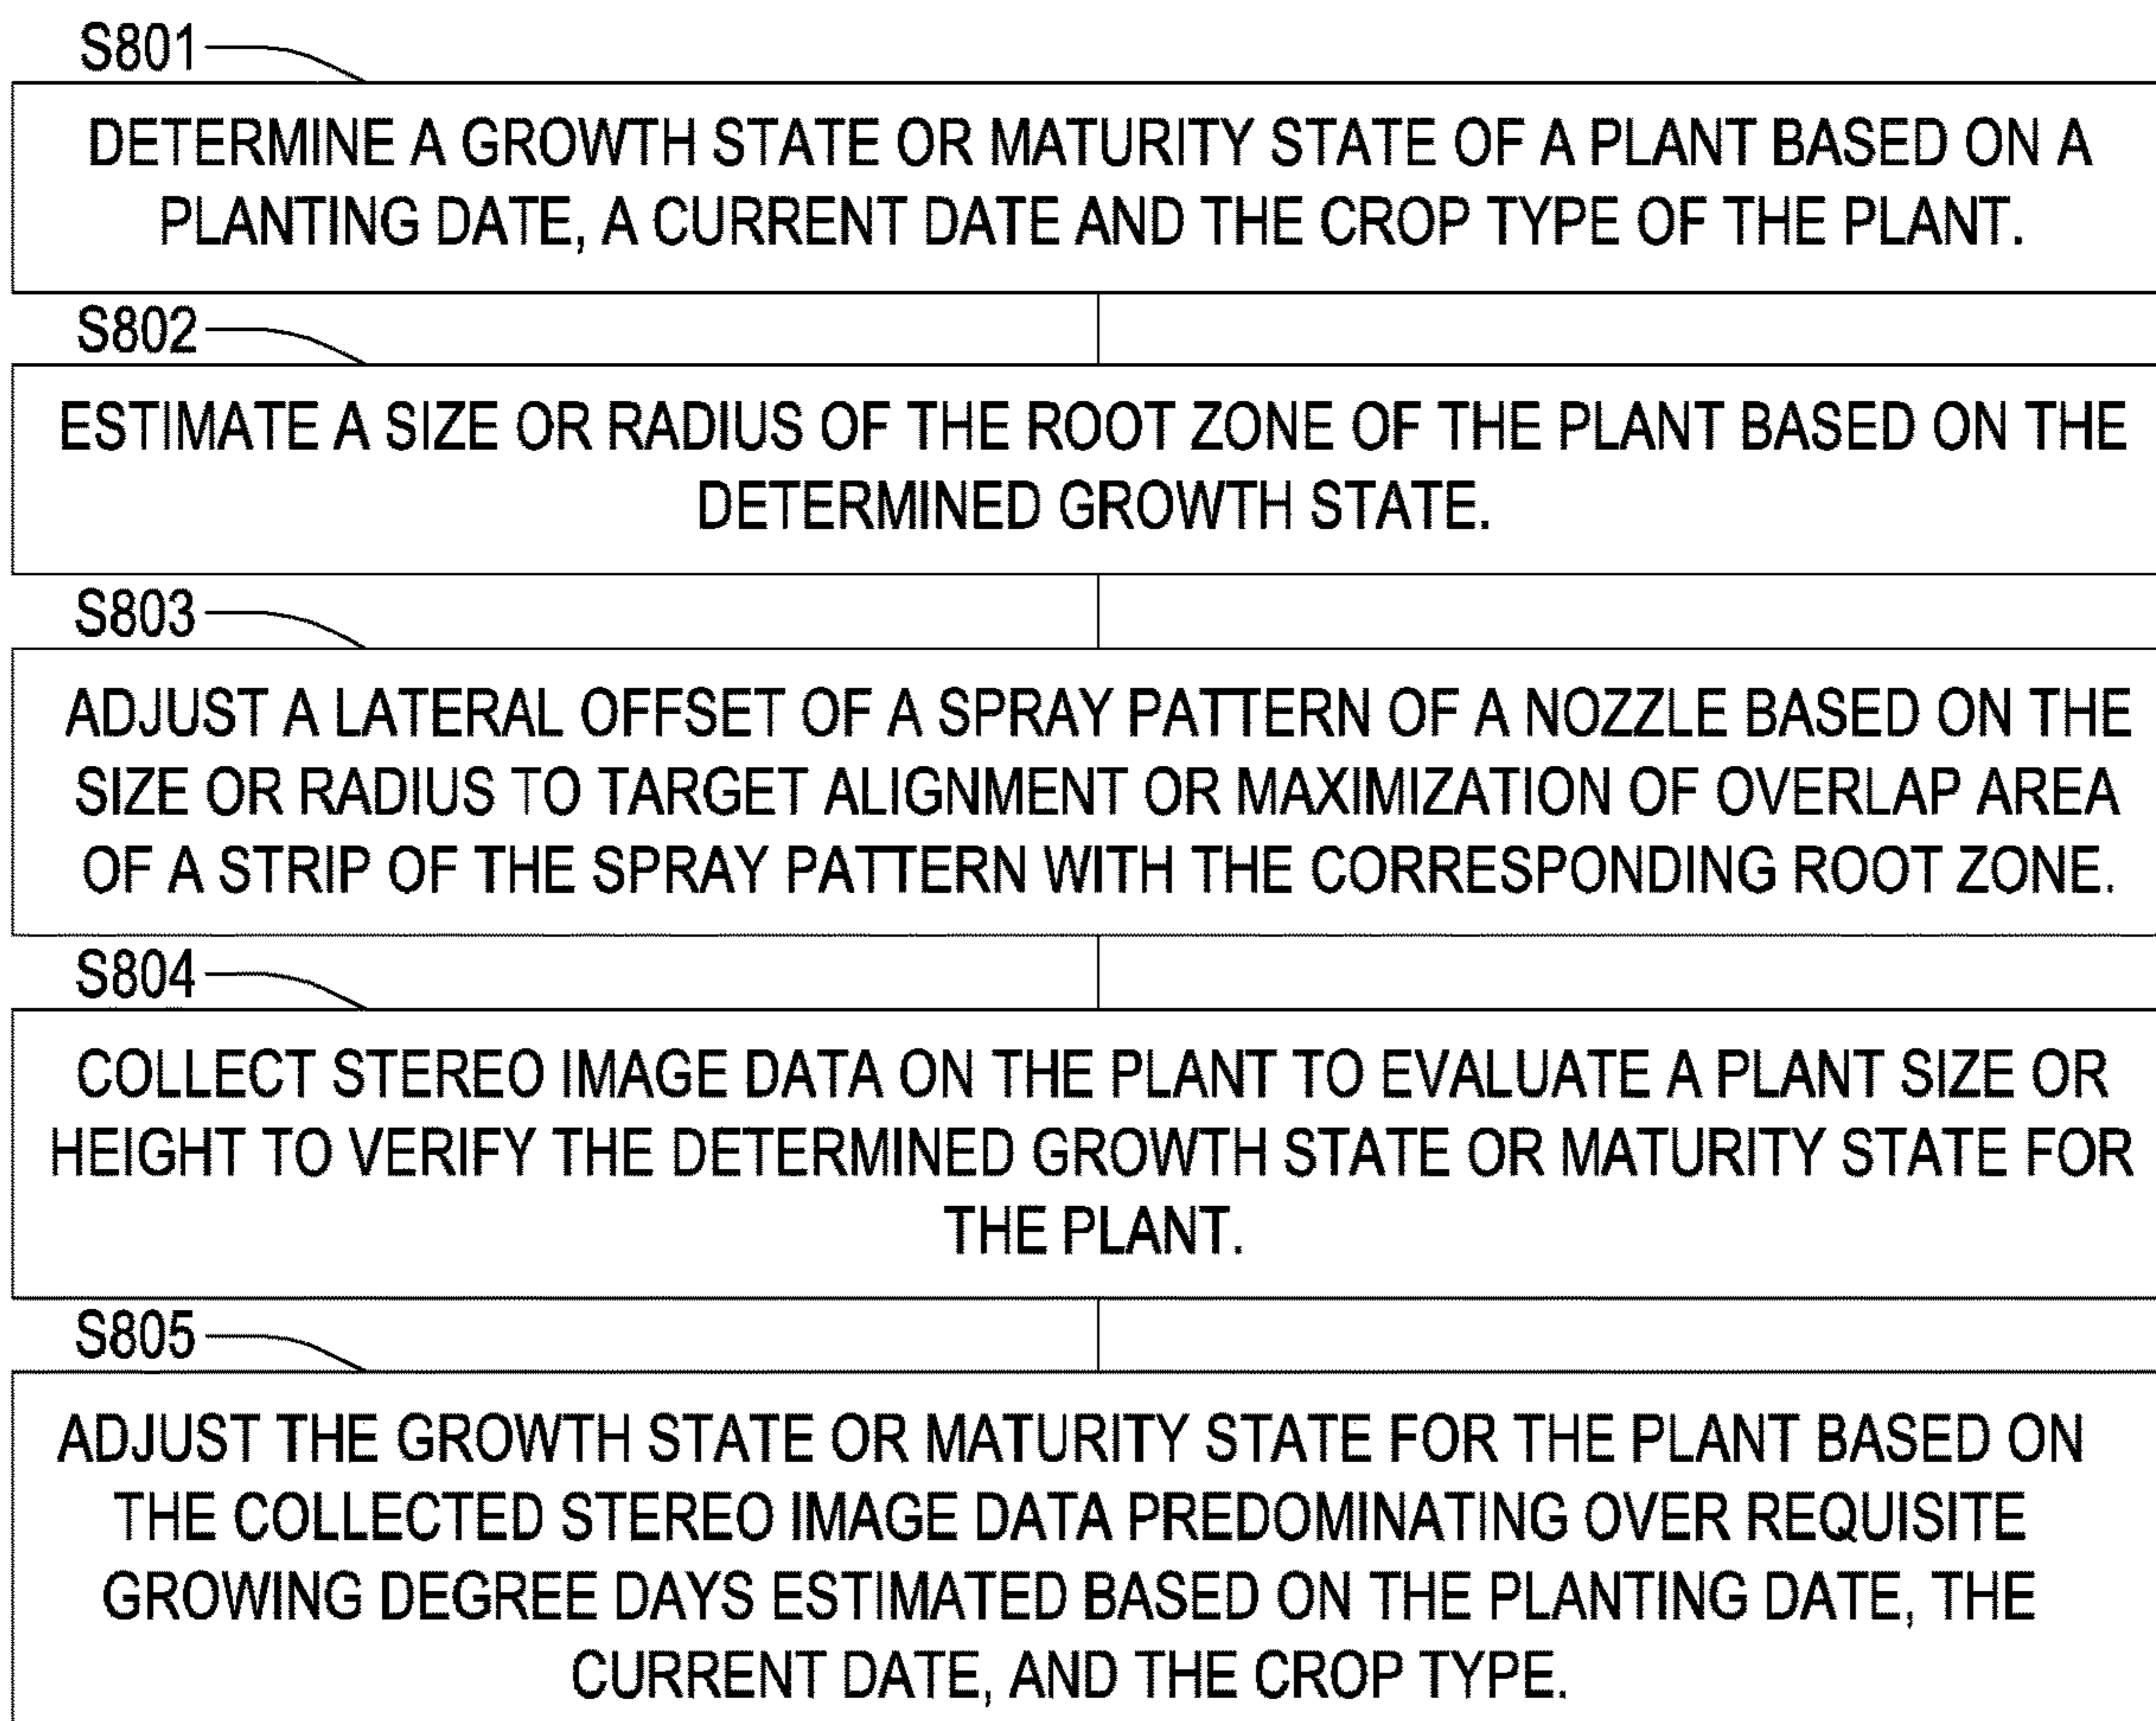 S801
DETERMINE A GROWTH STATE OR MATURITY STATE OF A PLANT BASED ON A
PLANTING DATE, A CURRENT DATE AND THE CROP TYPE OF THE PLANT.
S802
ESTIMATE A SIZE OR RADIUS OF THE ROOT ZONE OF THE PLANT BASED ON THE
DETERMINED GROWTH STATE.
S803
ADJUST A LATERAL OFFSET OF A SPRAY PATTERN OF A NOZZLE BASED ON THE
SIZE OR RADIUS TO TARGET ALIGNMENT OR MAXIMIZATION OF OVERLAP AREA
OF A STRIP OF THE SPRAY PATTERN WITH THE CORRESPONDING ROOT ZONE.
S804
COLLECT STEREO IMAGE DATA ON THE PLANT TO EVALUATE A PLANT SIZE OR
HEIGHT TO VERIFY THE DETERMINED GROWTH STATE OR MATURITY STATE FOR
THE PLANT.
S805
ADJUST THE GROWTH STATE OR MATURITY STATE FOR THE PLANT BASED ON
THE COLLECTED STEREO IMAGE DATA PREDOMINATING OVER REQUISITE
GROWING DEGREE DAYS ESTIMATED BASED ON THE PLANTING DATE, THE
CURRENT DATE, AND THE CROP TYPE.